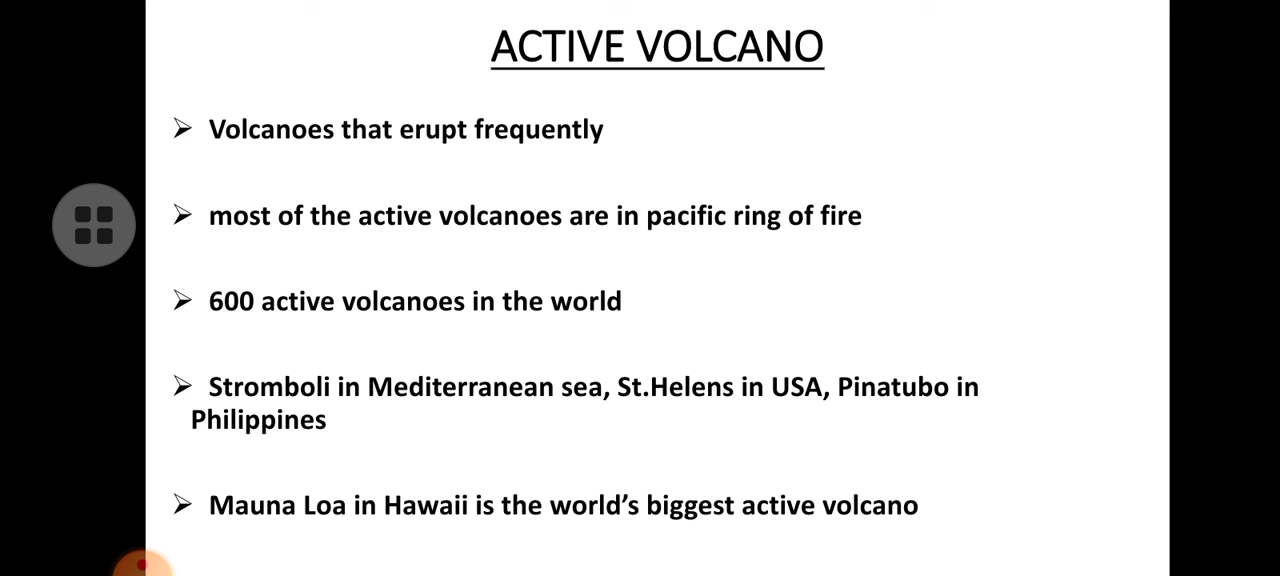 ACTIVE VOLCANO
➢ Volcanoes that erupt frequently
➢ most of the active volcanoes are in pacific ring of fire
➢ 600 active volcanoes in the world
➢ Stromboli in Mediterranean sea, St.Helens in USA, Pinatubo in
Philippines
➢ Mauna Loa in Hawaii is the world’s biggest active volcano